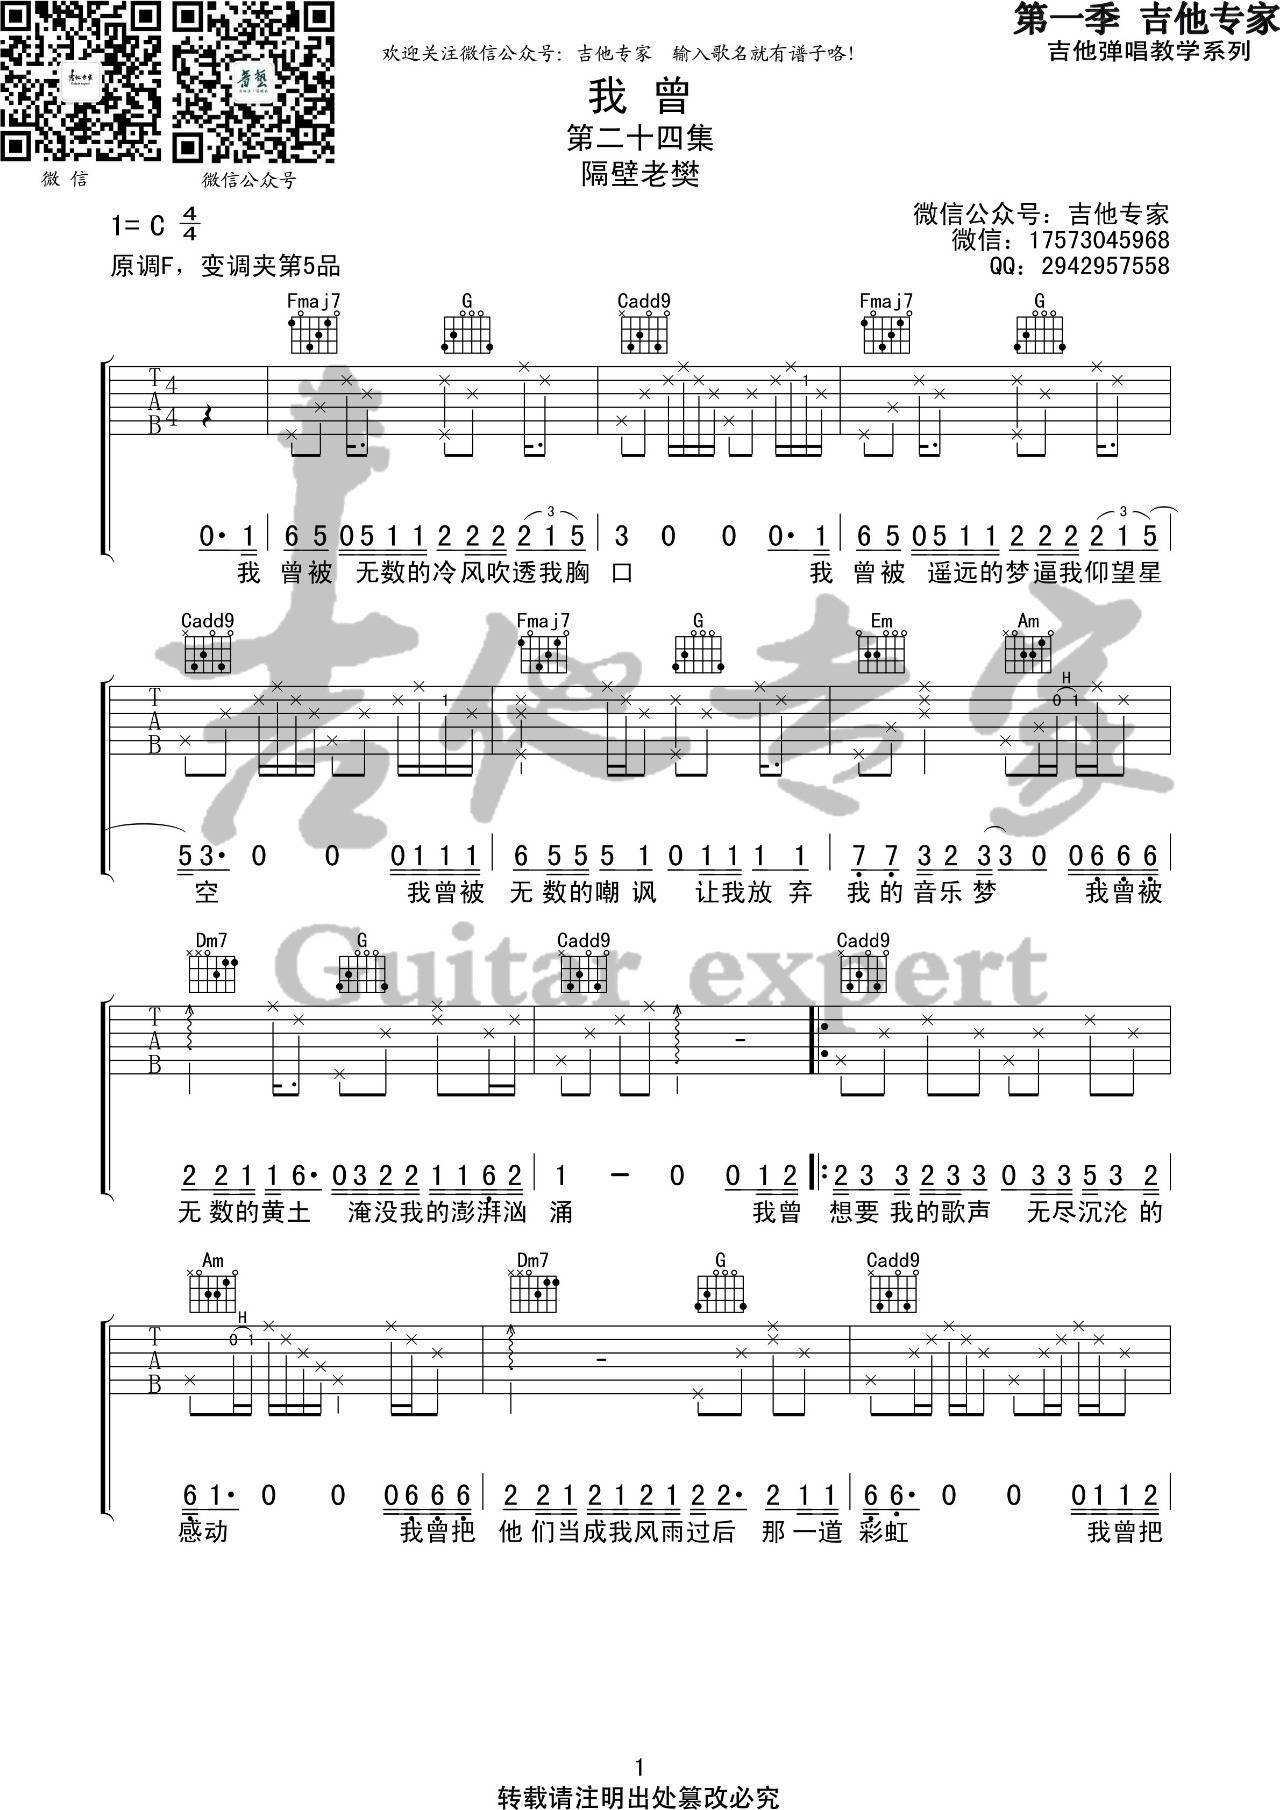 第一季 吉他专家
吉他弹唱教学系列
欢迎关注微信公众号：吉他专家 输入歌名就有谱子咯！
我 曾
第二十四集
隔壁老樊
微 信
微信公众号
1= C 4/4
原调F，变调夹第5品
微信公众号：吉他专家
微信：17573045968
QQ：2942957558
Fmaj7 G Cadd9 Fmaj7 G
T A B 4 4 1
3 3
0· 1 6 5 0 5 1 1 2 2 2 2 2 1 5 3 0 0 0· 1 6 5 0 5 1 1 2 2 2 2 1 5
我 曾被 无数的冷风吹透我胸 口 我 曾被 遥远的梦逼我仰望星
Cadd9 Fmaj7 G Em Am
H
T A B 1 0 1
5 3· 0 0 0 1 1 1 6 5 5 5 1 0 1 1 1 1 7 7 3 2 3 3 0 0 6 6 6
空 我曾被 无数的嘲讽 让我放弃 我的音乐梦 我曾被
Dm7 G Cadd9 Cadd9
T A B -
2 2 1 1 6· 0 3 2 2 1 1 6 2 1 － 0 0 1 2 2 3 3 2 3 3 0 3 3 5 3 2
无数的黄土 淹没我的澎湃汹 涌 我曾 想要我的歌声 无尽沉沦的
Am Dm7 G Cadd9
H
T A B 0 1 -
6 1· 0 0 0 6 6 6 2 2 1 2 1 2 1 2 2· 2 1 1 6 6· 0 0 0 1 1 2
感动 我曾把 他们当成我风雨过后 那一道 彩虹 我曾把
吉他专家
Guitar expert
1
转载请注明出处篡改必究